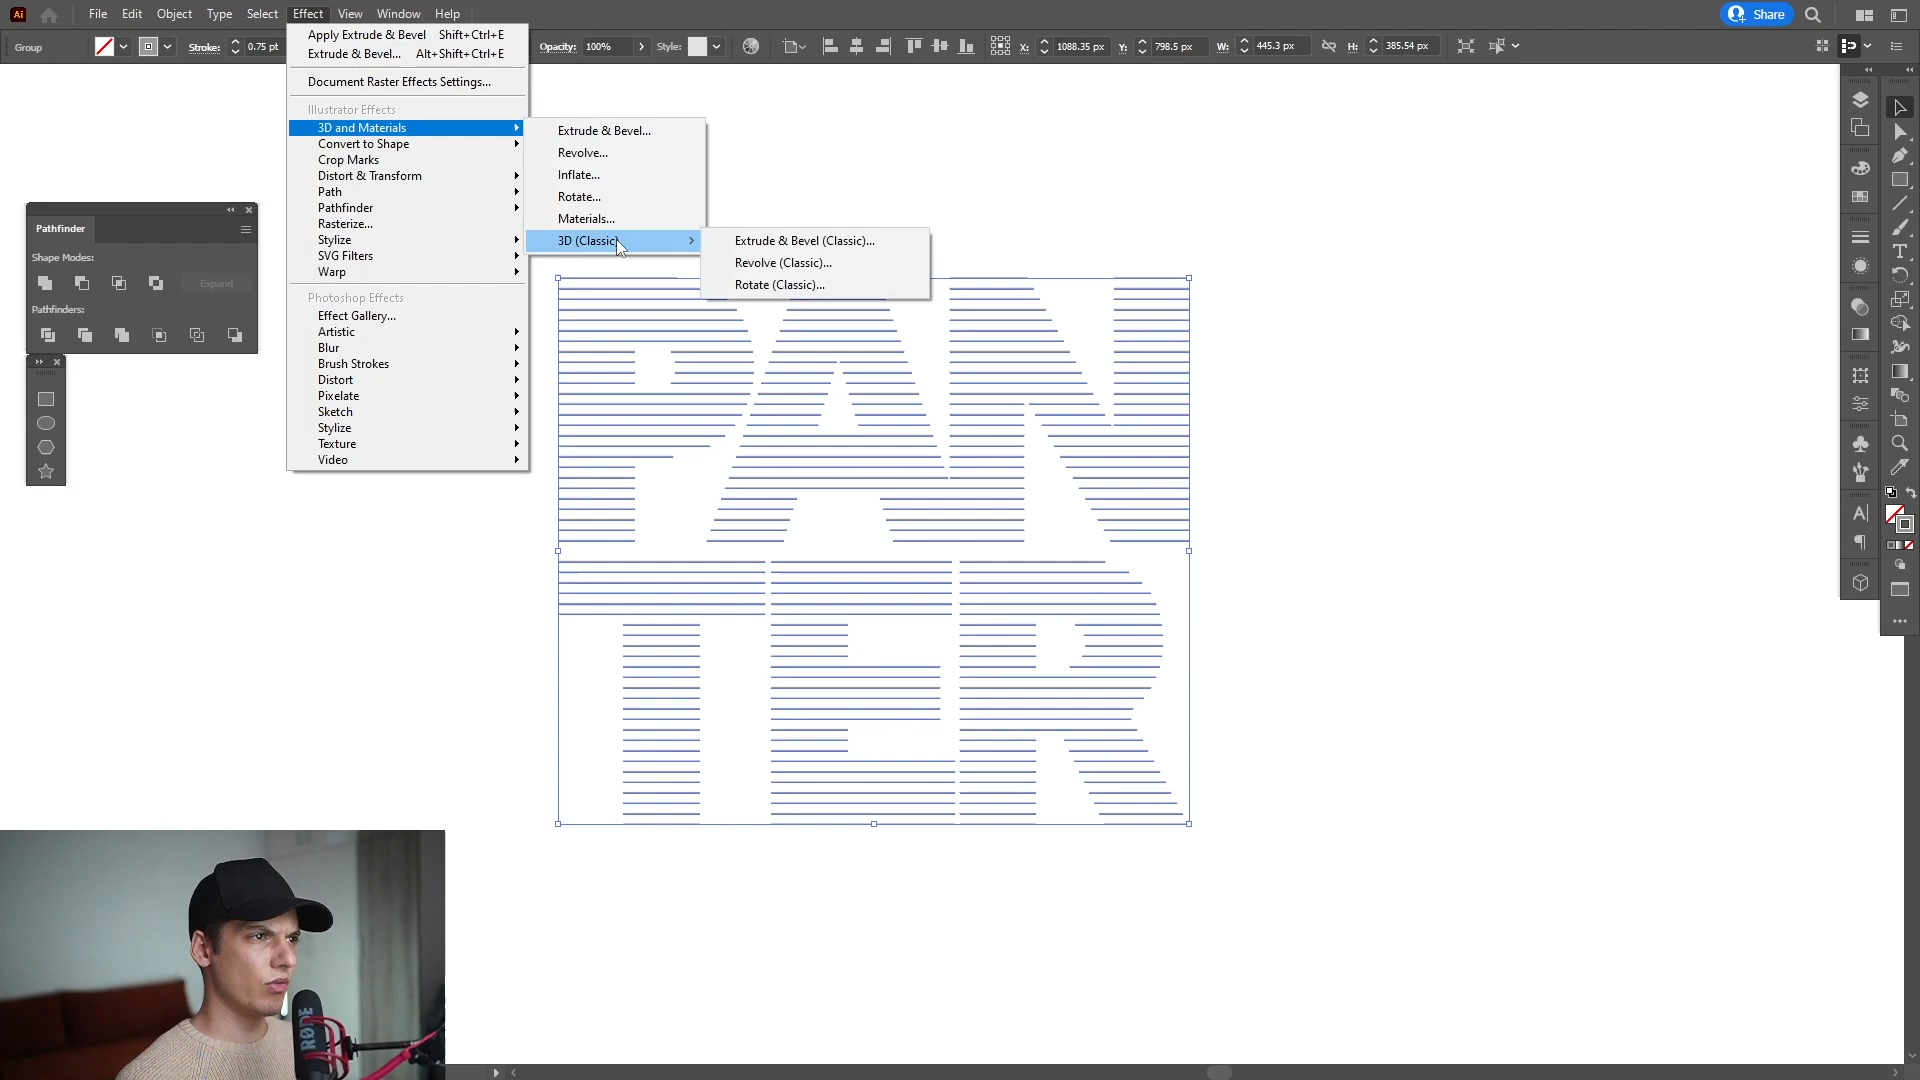 Ai File Edit Object Type Select Effect View Window Help Share
Group Stroke: 0.75 pt Opacity: 100% Style: X: 1088.35 px Y: 798.5 px W: 445.3 px H: 385.54 px
Apply Extrude & Bevel Shift+Ctrl+E
Extrude & Bevel... Alt+Shift+Ctrl+E
Document Raster Effects Settings...
Illustrator Effects
3D and Materials
Convert to Shape
Crop Marks
Distort & Transform
Path
Pathfinder
Rasterize...
Stylize
SVG Filters
Warp
Photoshop Effects
Effect Gallery...
Artistic
Blur
Brush Strokes
Distort
Pixelate
Sketch
Stylize
Texture
Video
Extrude & Bevel...
Revolve...
Inflate...
Rotate...
Materials...
3D (Classic)
Extrude & Bevel (Classic)...
Revolve (Classic)...
Rotate (Classic)...
Pathfinder
Shape Modes:
Expand
Pathfinders:
PAN
TER
RØDE